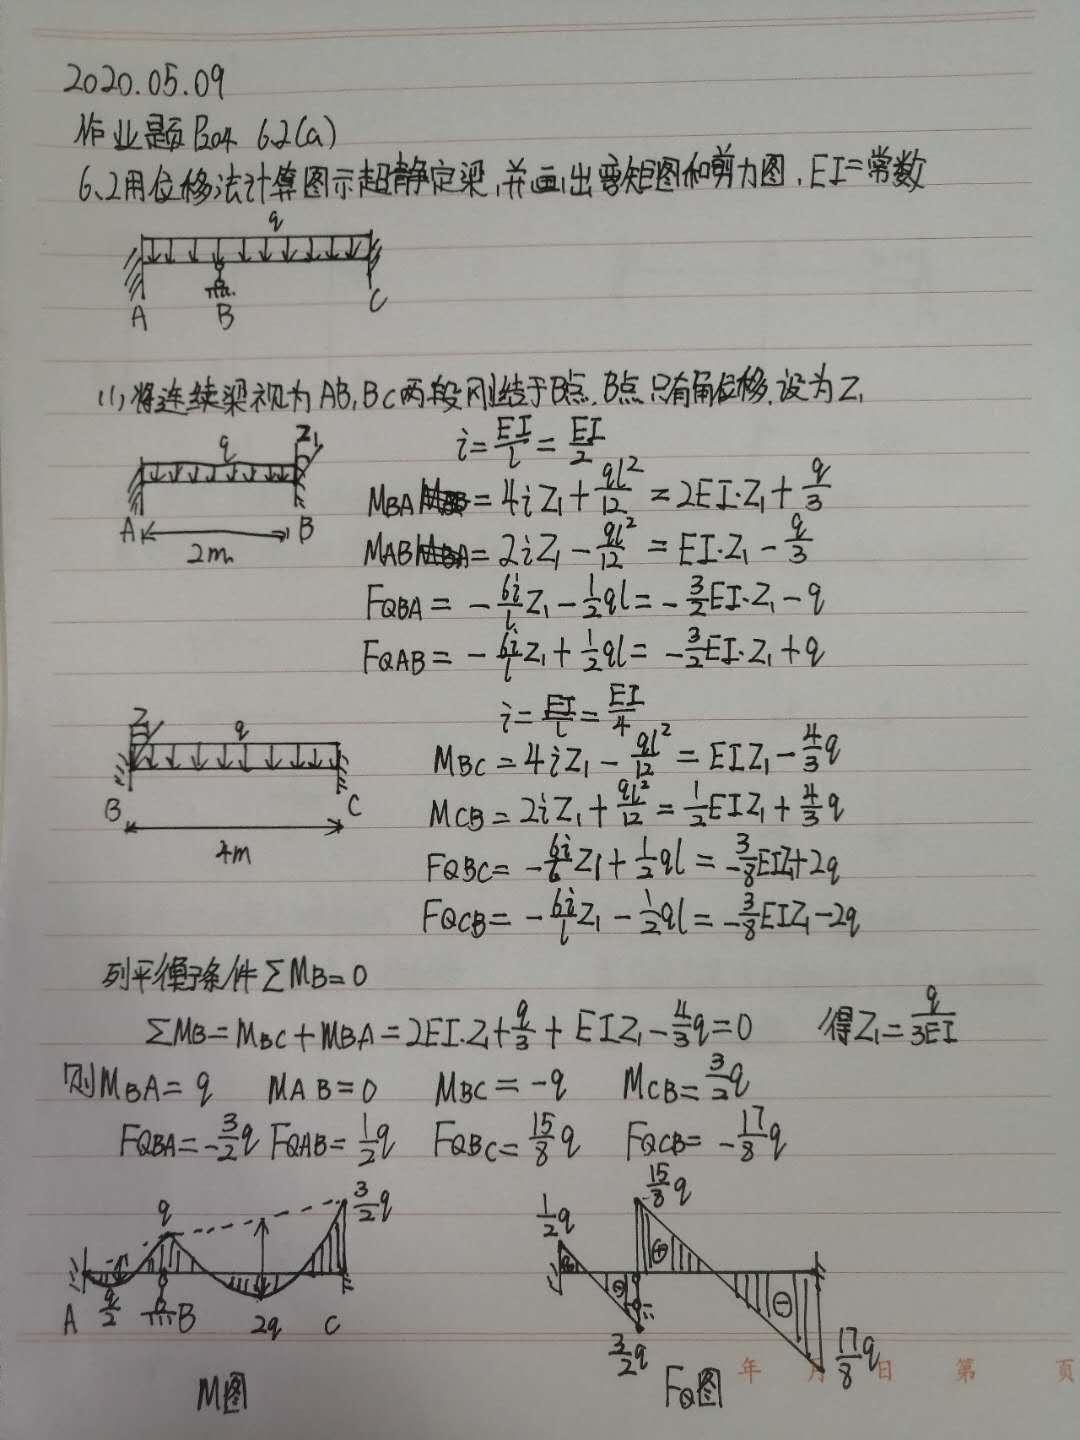 2020.05.09
作业题 P204 6.2(a)
6.2用位移法计算图示超静定梁,并画出弯矩图和剪力图,EI=常数
q
A B C
(1)将连续梁视为AB,BC两段刚结于B点.B点只有角位移.设为Z₁
q Z₁
A B
2m
i=EI/l=EI/2
MBA=4iZ₁+ql²/12=2EI·Z₁+q/3
MAB=2iZ₁-ql²/12=EI·Z₁-q/3
FQBA=-6i/l Z₁-1/2ql=-3/2EI·Z₁-q
FQAB=-6i/l Z₁+1/2ql=-3/2EI·Z₁+q
Z₁ q
B C
4m
i=EI/l=EI/4
MBC=4iZ₁-ql²/12=EIZ₁-4/3q
MCB=2iZ₁+ql²/12=1/2EIZ₁+4/3q
FQBC=-6i/l Z₁+1/2ql=-3/8EIZ₁+2q
FQCB=-6i/l Z₁-1/2ql=-3/8EIZ₁-2q
列平衡条件ΣMB=0
ΣMB=MBC+MBA=2EI·Z₁+q/3+EIZ₁-4/3q=0 得Z₁=q/3EI
则MBA=q MAB=0 MBC=-q MCB=3/2q
FQBA=-3/2q FQAB=1/2q FQBC=15/8q FQCB=-17/8q
q 3/2q
A q/2 B 2q C
M图
1/2q 15/8q
⊕ ⊖ ⊕ ⊖
3/2q 17/8q
FQ图
年 月 日 第 页